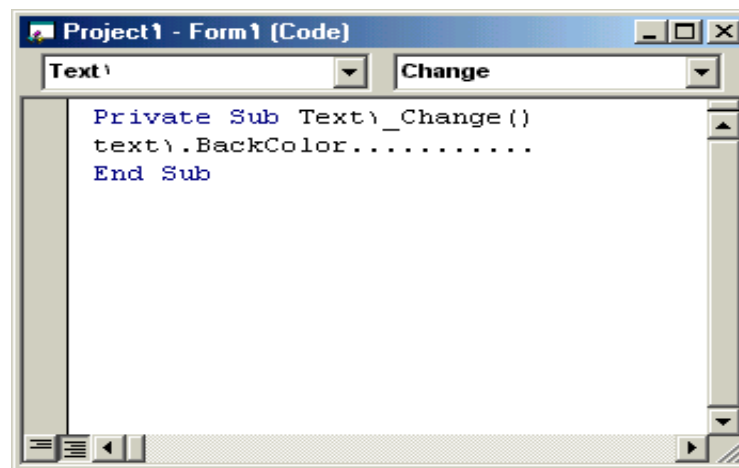 Project1 - Form1 (Code)
Text١ Change
Private Sub Text١_Change()
text١.BackColor...........
End Sub